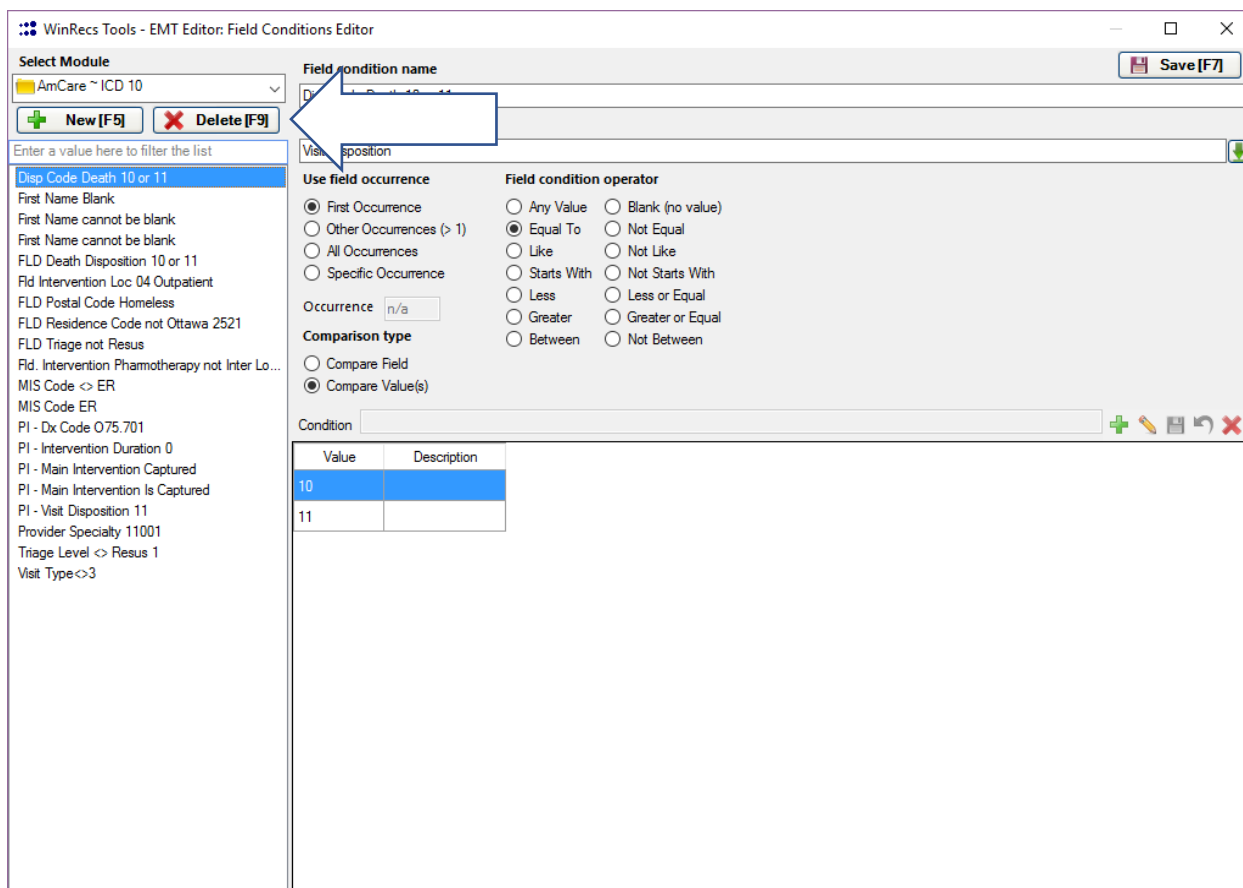 WinRecs Tools - EMT Editor: Field Conditions Editor
Select Module
AmCare ~ ICD 10
New [F5]
Delete [F9]
Enter a value here to filter the list
Disp Code Death 10 or 11
First Name Blank
First Name cannot be blank
First Name cannot be blank
FLD Death Disposition 10 or 11
Fld Intervention Loc 04 Outpatient
FLD Postal Code Homeless
FLD Residence Code not Ottawa 2521
FLD Triage not Resus
Fld. Intervention Pharmotherapy not Inter Lo...
MIS Code <> ER
MIS Code ER
PI - Dx Code O75.701
PI - Intervention Duration 0
PI - Main Intervention Captured
PI - Main Intervention Is Captured
PI - Visit Disposition 11
Provider Specialty 11001
Triage Level <> Resus 1
Visit Type<>3
Field condition name
Save [F7]
Visit Disposition
Use field occurrence
First Occurrence
Other Occurrences (> 1)
All Occurrences
Specific Occurrence
Occurrence n/a
Comparison type
Compare Field
Compare Value(s)
Field condition operator
Any Value Blank (no value)
Equal To Not Equal
Like Not Like
Starts With Not Starts With
Less Less or Equal
Greater Greater or Equal
Between Not Between
Condition
Value Description
10
11